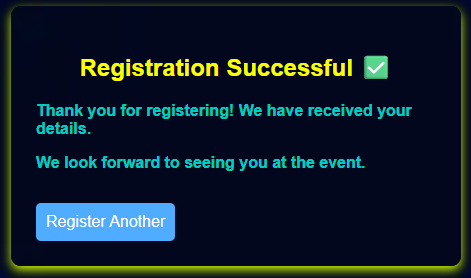 Registration Successful ✅
Thank you for registering! We have received your
details.
We look forward to seeing you at the event.
Register Another